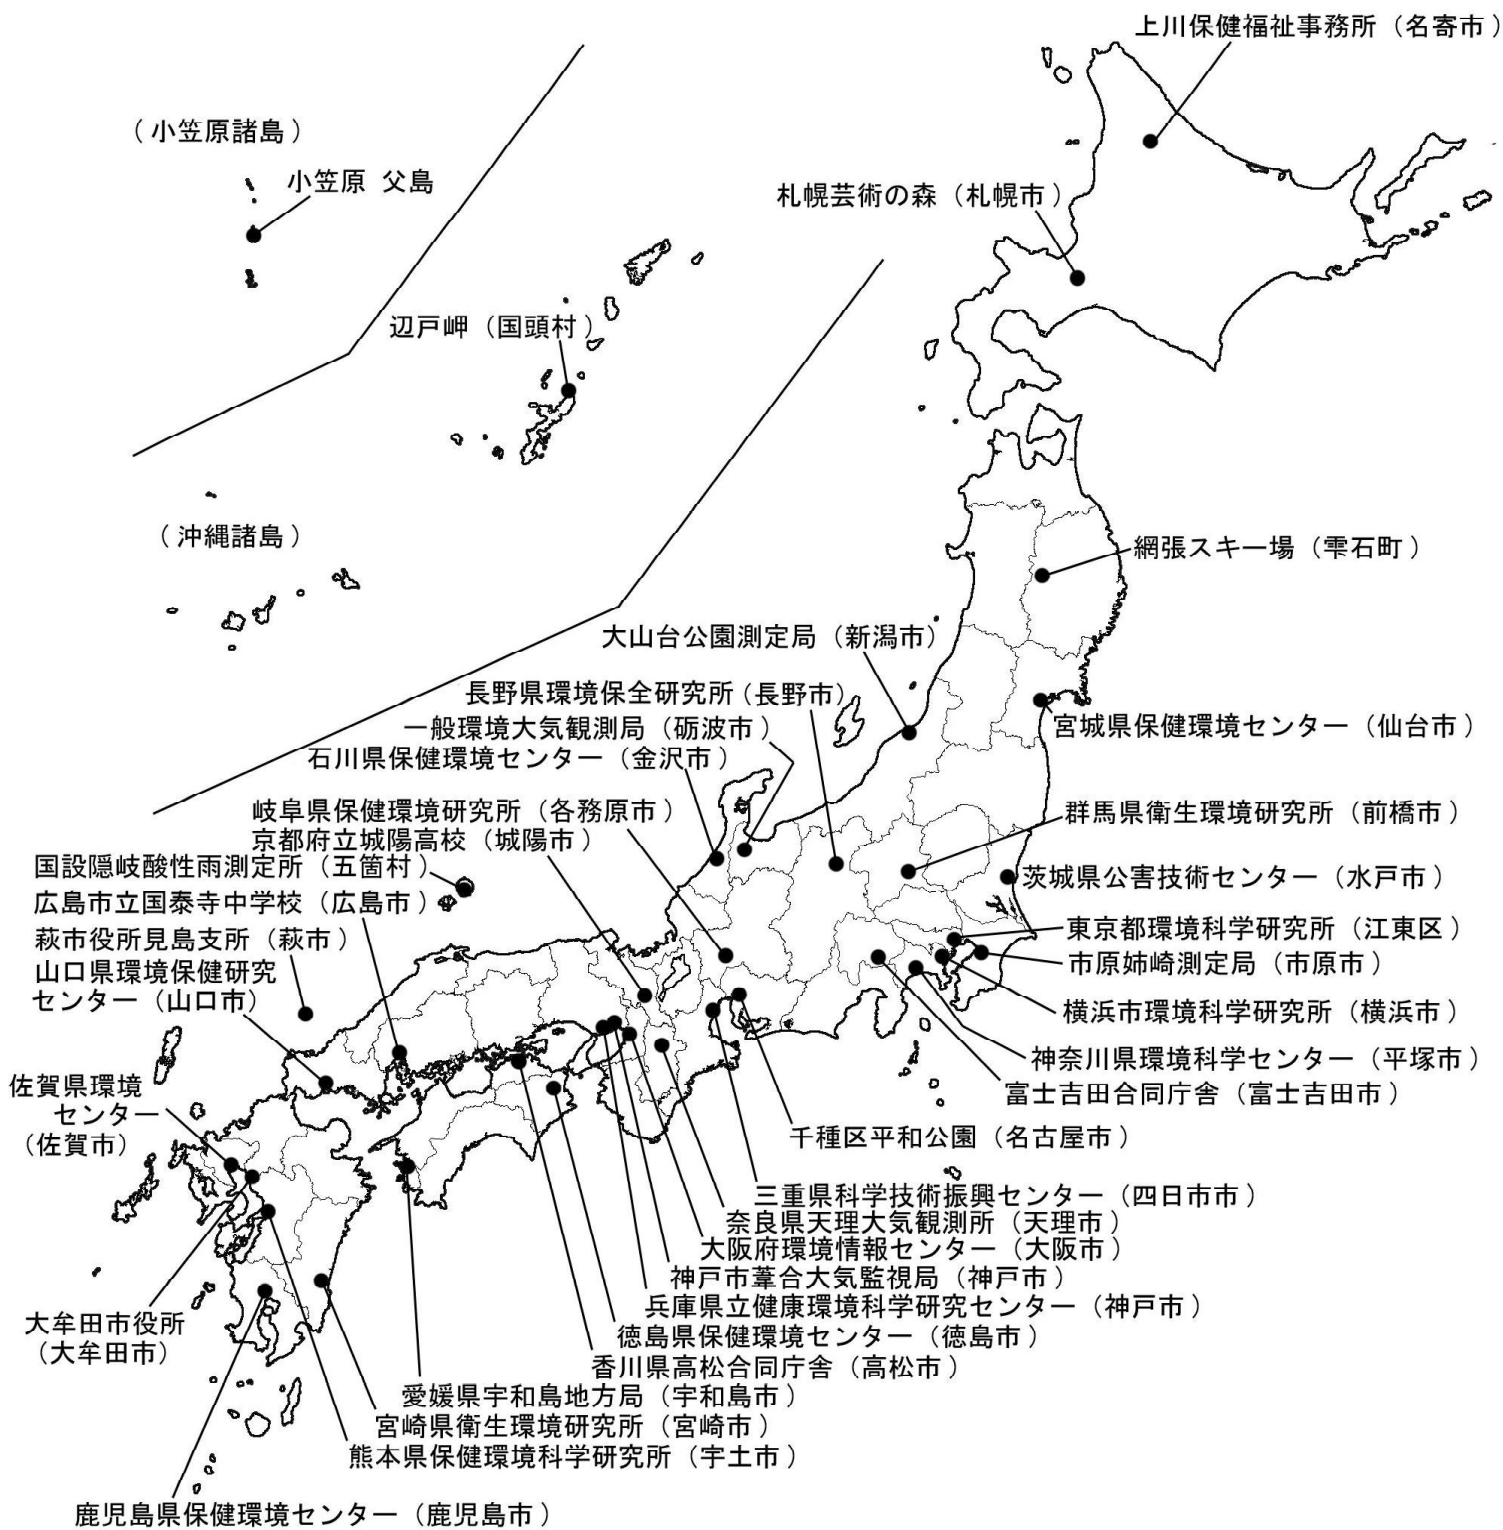 上川保健福祉事務所（名寄市）
（小笠原諸島）
小笠原 父島
札幌芸術の森（札幌市）
辺戸岬（国頭村）
（沖縄諸島）
網張スキー場（雫石町）
大山台公園測定局（新潟市）
長野県環境保全研究所（長野市）
一般環境大気観測局（砺波市）
石川県保健環境センター（金沢市）
宮城県保健環境センター（仙台市）
岐阜県保健環境研究所（各務原市）
京都府立城陽高校（城陽市）
国設隠岐酸性雨測定所（五箇村）
広島市立国泰寺中学校（広島市）
萩市役所見島支所（萩市）
山口県環境保健研究
センター（山口市）
群馬県衛生環境研究所（前橋市）
茨城県公害技術センター（水戸市）
東京都環境科学研究所（江東区）
市原姉崎測定局（市原市）
横浜市環境科学研究所（横浜市）
神奈川県環境科学センター（平塚市）
富士吉田合同庁舎（富士吉田市）
千種区平和公園（名古屋市）
佐賀県環境
センター
（佐賀市）
三重県科学技術振興センター（四日市市）
奈良県天理大気観測所（天理市）
大阪府環境情報センター（大阪市）
神戸市葺合大気監視局（神戸市）
兵庫県立健康環境科学研究センター（神戸市）
徳島県保健環境センター（徳島市）
香川県高松合同庁舎（高松市）
愛媛県宇和島地方局（宇和島市）
宮崎県衛生環境研究所（宮崎市）
熊本県保健環境科学研究所（宇土市）
大牟田市役所
（大牟田市）
鹿児島県保健環境センター（鹿児島市）